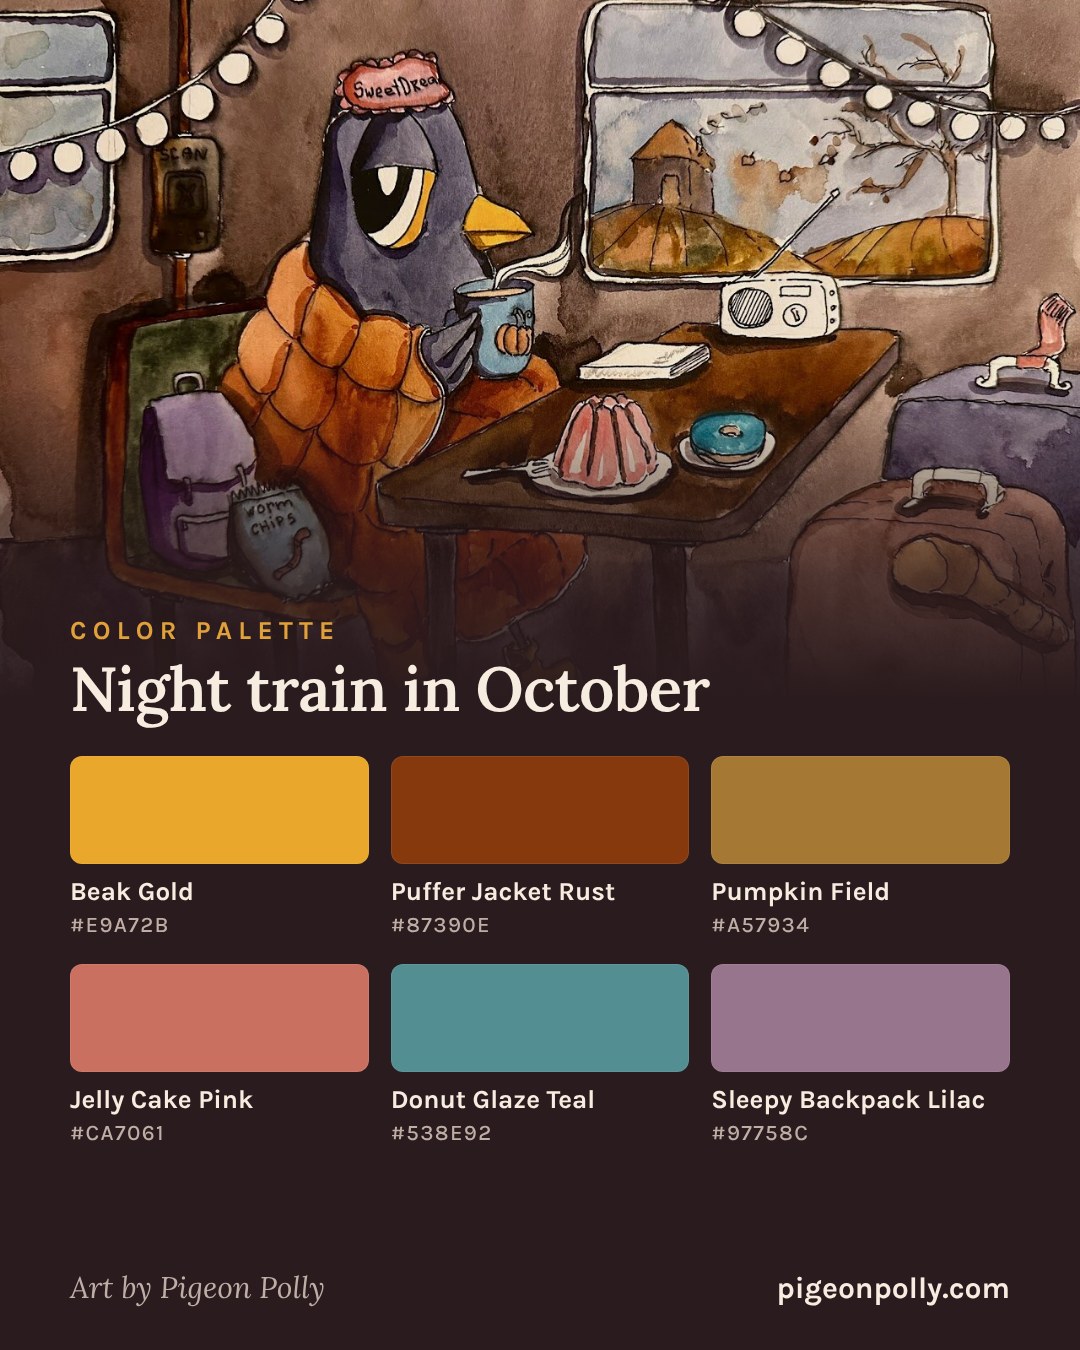 SCAN
SweetDrea
worm
CHiPS
COLOR PALETTE
Night train in October
Beak Gold
Puffer Jacket Rust
Pumpkin Field
#E9A72B
#87390E
#A57934
Jelly Cake Pink
Donut Glaze Teal
Sleepy Backpack Lilac
#CA7061
#538E92
#97758C
Art by Pigeon Polly
pigeonpolly.com